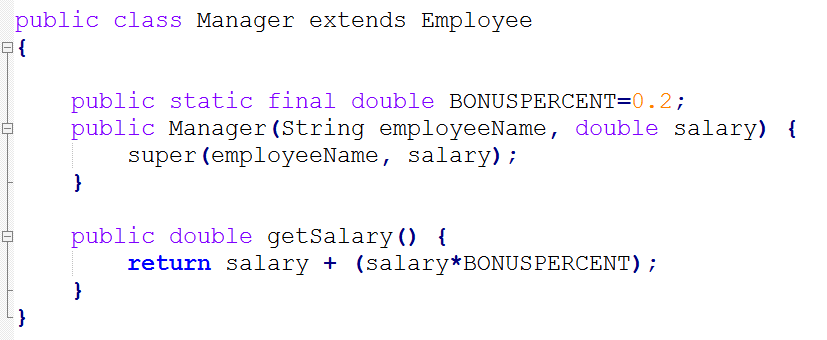 public class Manager extends Employee
{
public static final double BONUSPERCENT=0.2;
public Manager(String employeeName, double salary) {
super(employeeName, salary);
}
public double getSalary() {
return salary + (salary*BONUSPERCENT);
}
}